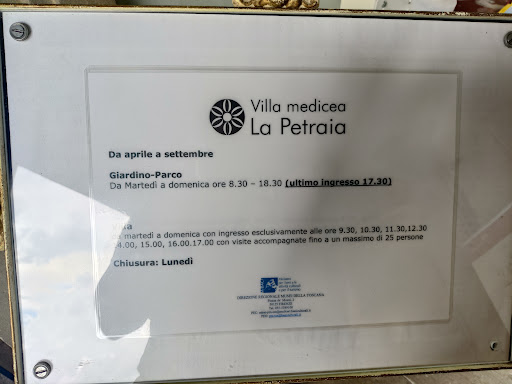 Villa medicea
La Petraia
Da aprile a settembre
Giardino-Parco
Da Martedì a domenica ore 8.30 – 18.30 (ultimo ingresso 17.30)
martedì a domenica con ingresso esclusivamente alle ore 9.30, 10.30, 11.30,12.30
14.00, 15.00, 16.00.17.00 con visite accompagnate fino a un massimo di 25 persone
Chiusura: Lunedì
DIREZIONE REGIONALE MUSEI DELLA TOSCANA